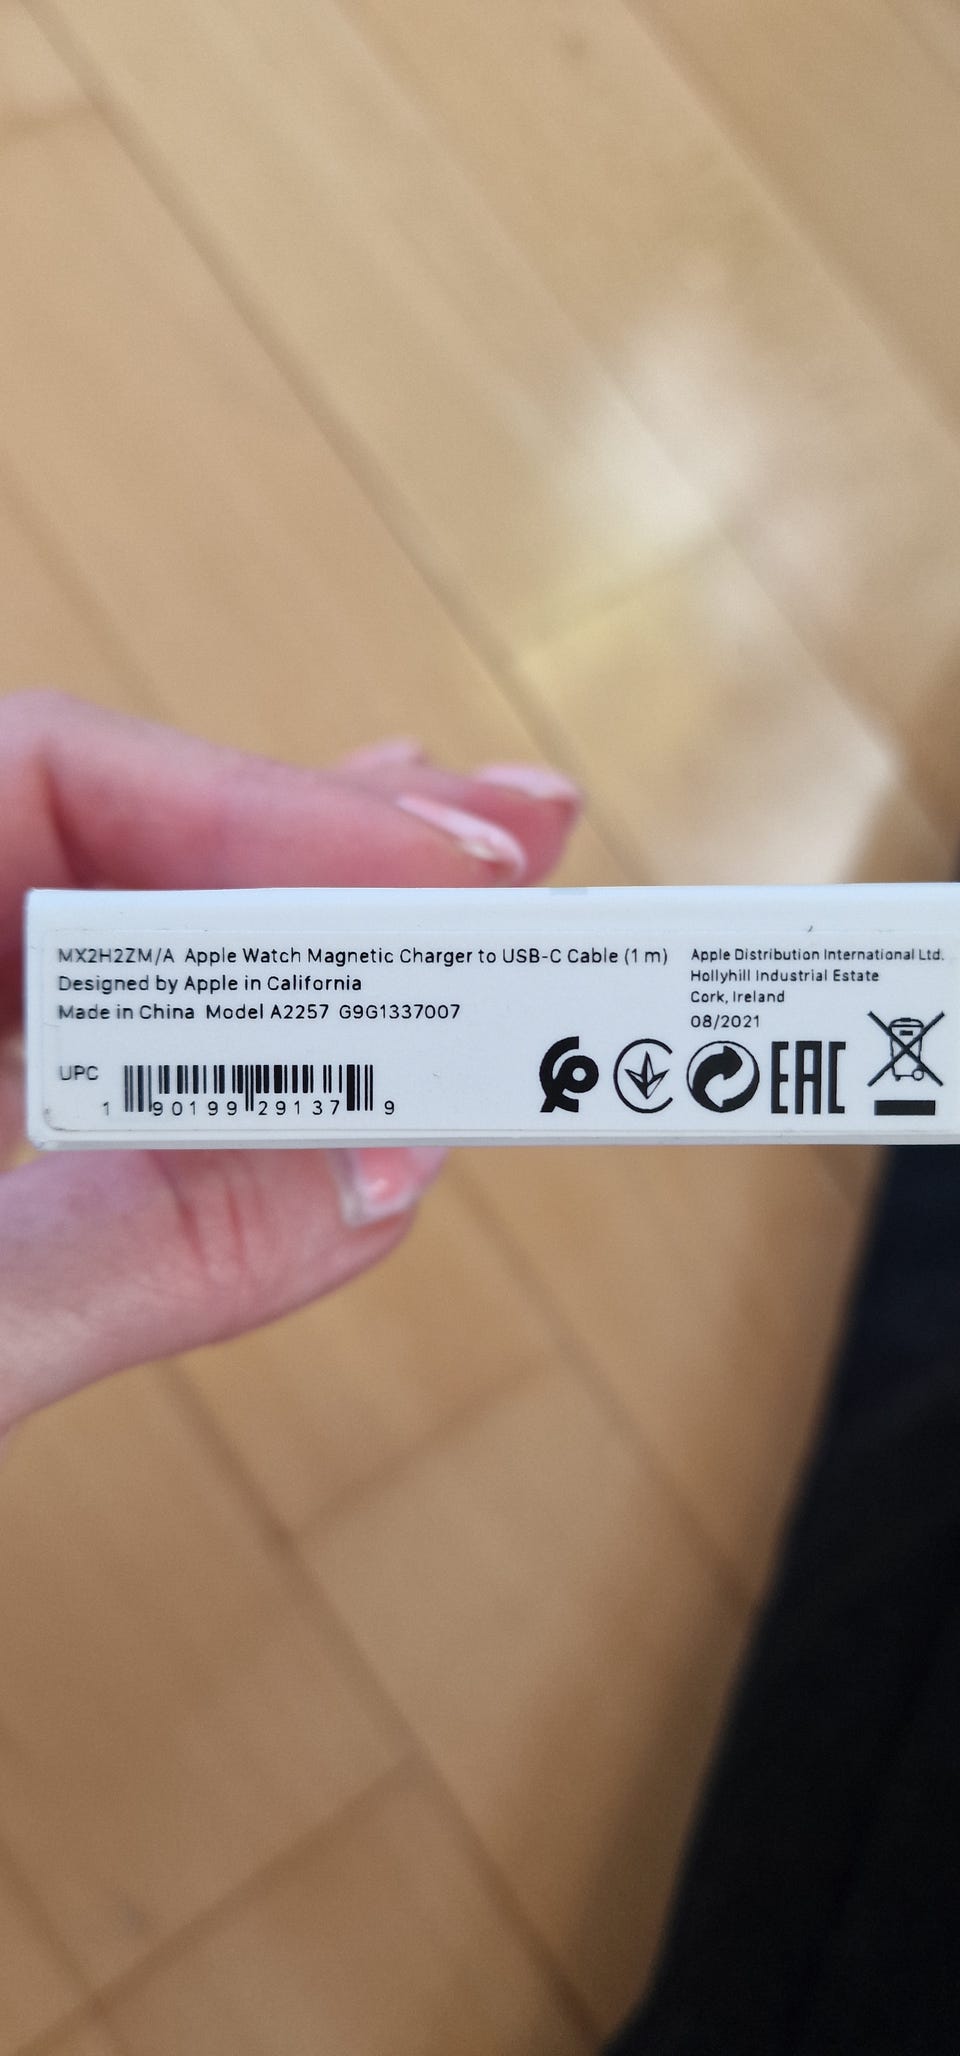 MX2H2ZM/A Apple Watch Magnetic Charger to USB-C Cable (1 m)
Designed by Apple in California
Made in China Model A2257 G9G1337007
UPC
1 90199 29137 9
Apple Distribution International Ltd.
Hollyhill Industrial Estate
Cork, Ireland
08/2021
EAC